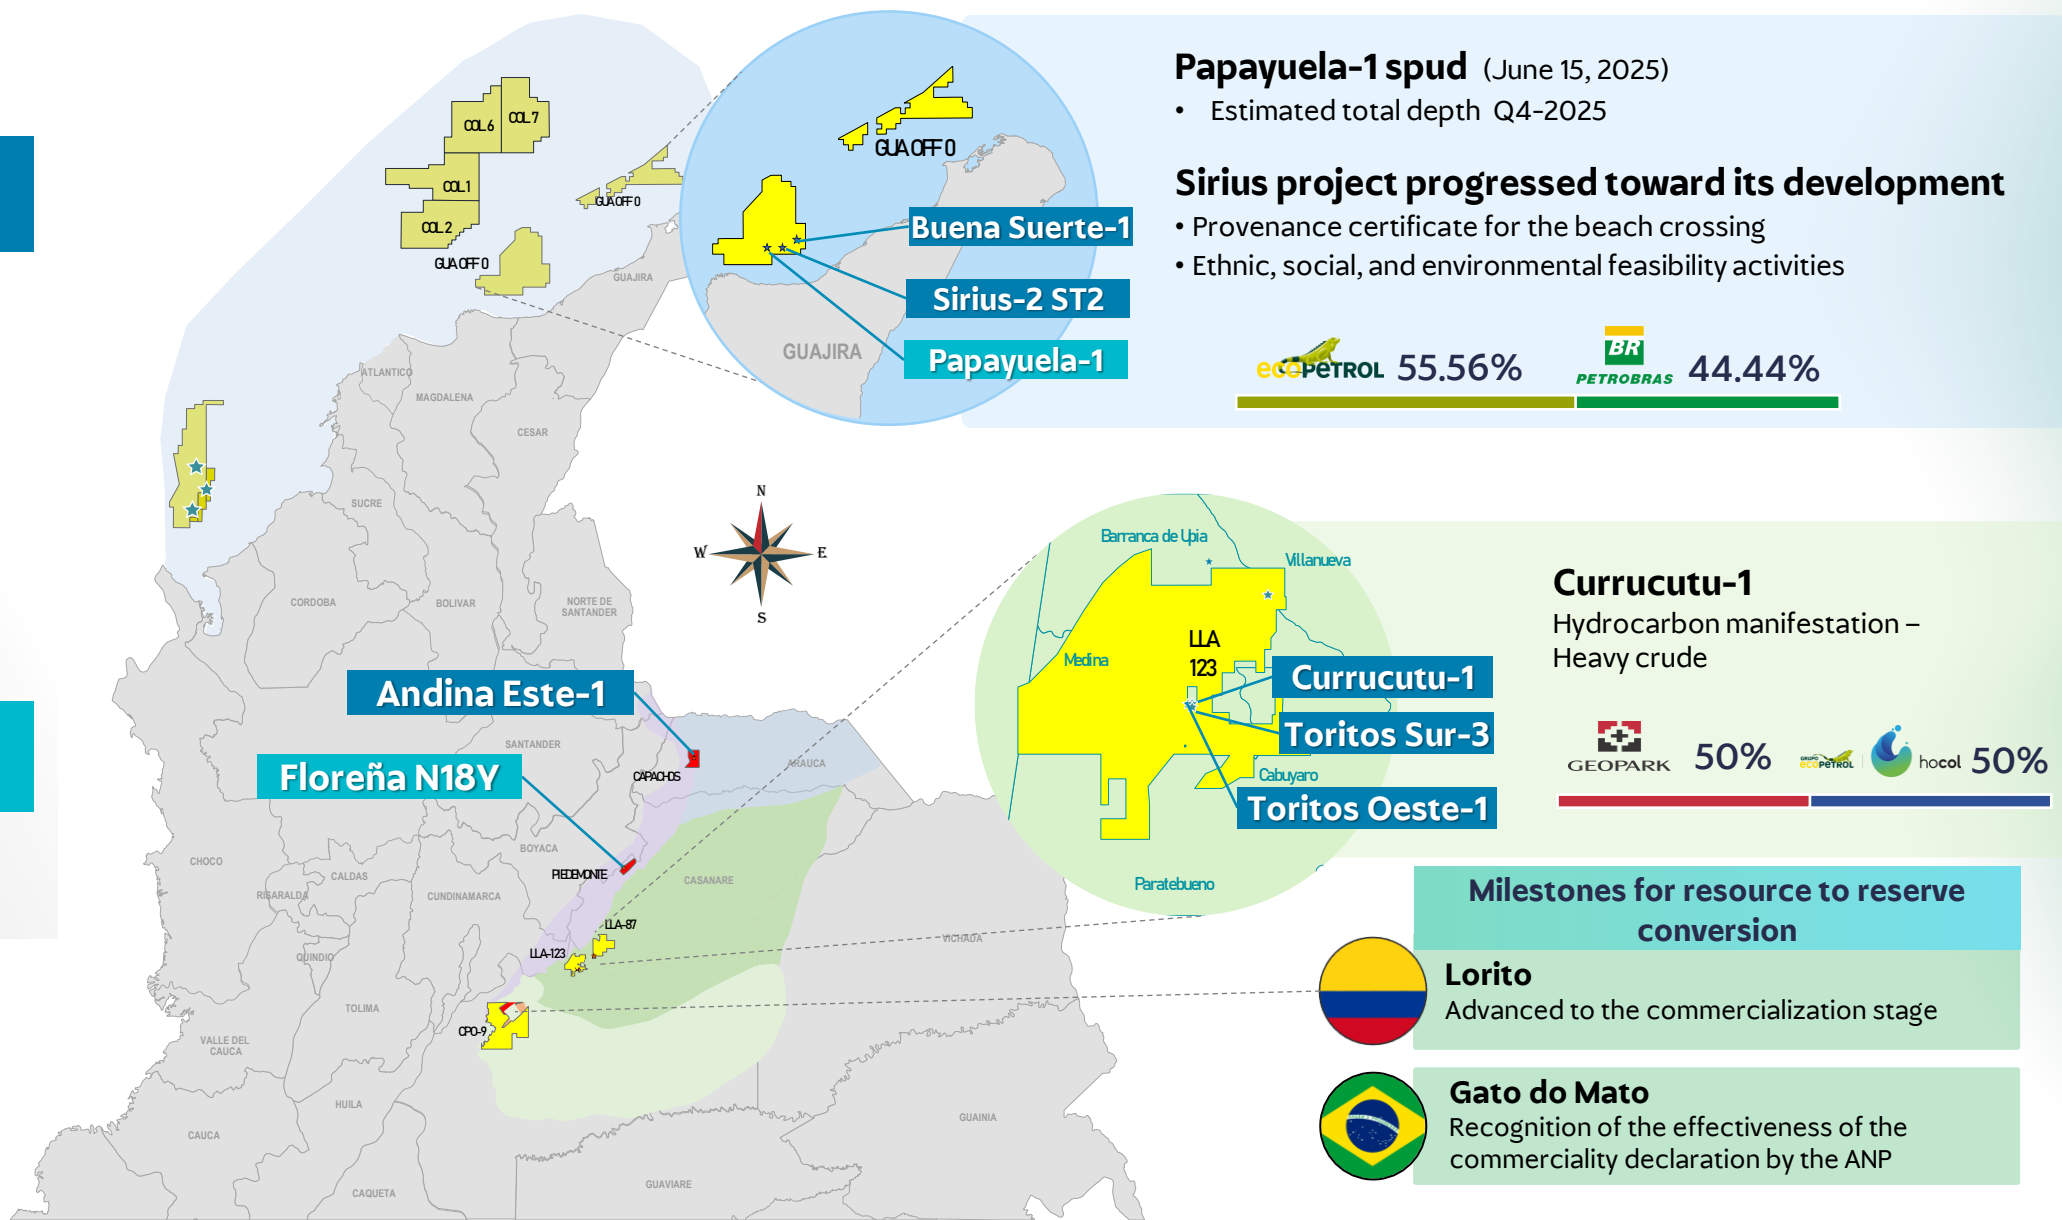 COL 6
COL 7
COL 1
COL 2
GUA OFF 0
GUA OFF 0
GUAJIRA
ATLANTICO
MAGDALENA
CESAR
SUCRE
CORDOBA
BOLIVAR
NORTE DE
SANTANDER
GUA OFF 0
Buena Suerte-1
Sirius-2 ST2
Papayuela-1
GUAJIRA
Papayuela-1 spud (June 15, 2025)
• Estimated total depth Q4-2025
Sirius project progressed toward its development
• Provenance certificate for the beach crossing
• Ethnic, social, and environmental feasibility activities
ecoPETROL 55.56%
BR
PETROBRAS 44.44%
N
W E
S
Andina Este-1
Floreña N18Y
SANTANDER
CAPACHOS
ARAUCA
BOYACA
PIEDEMONTE
CASANARE
CHOCO
CALDAS
RISARALDA
CUNDINAMARCA
LLA-87
LLA-123
VICHADA
QUINDIO
TOLIMA
CPO-9
VALLE DEL
CAUCA
HUILA
CAUCA
GUAINIA
CAQUETA
GUAVIARE
Barranca de Upia
Villanueva
LLA
123
Medina
Currucutu-1
Toritos Sur-3
Cabuyaro
Toritos Oeste-1
Paratebueno
Currucutu-1
Hydrocarbon manifestation –
Heavy crude
GEOPARK 50%
GRUPO
ecoPETROL hocol 50%
Milestones for resource to reserve
conversion
Lorito
Advanced to the commercialization stage
Gato do Mato
Recognition of the effectiveness of the
commerciality declaration by the ANP